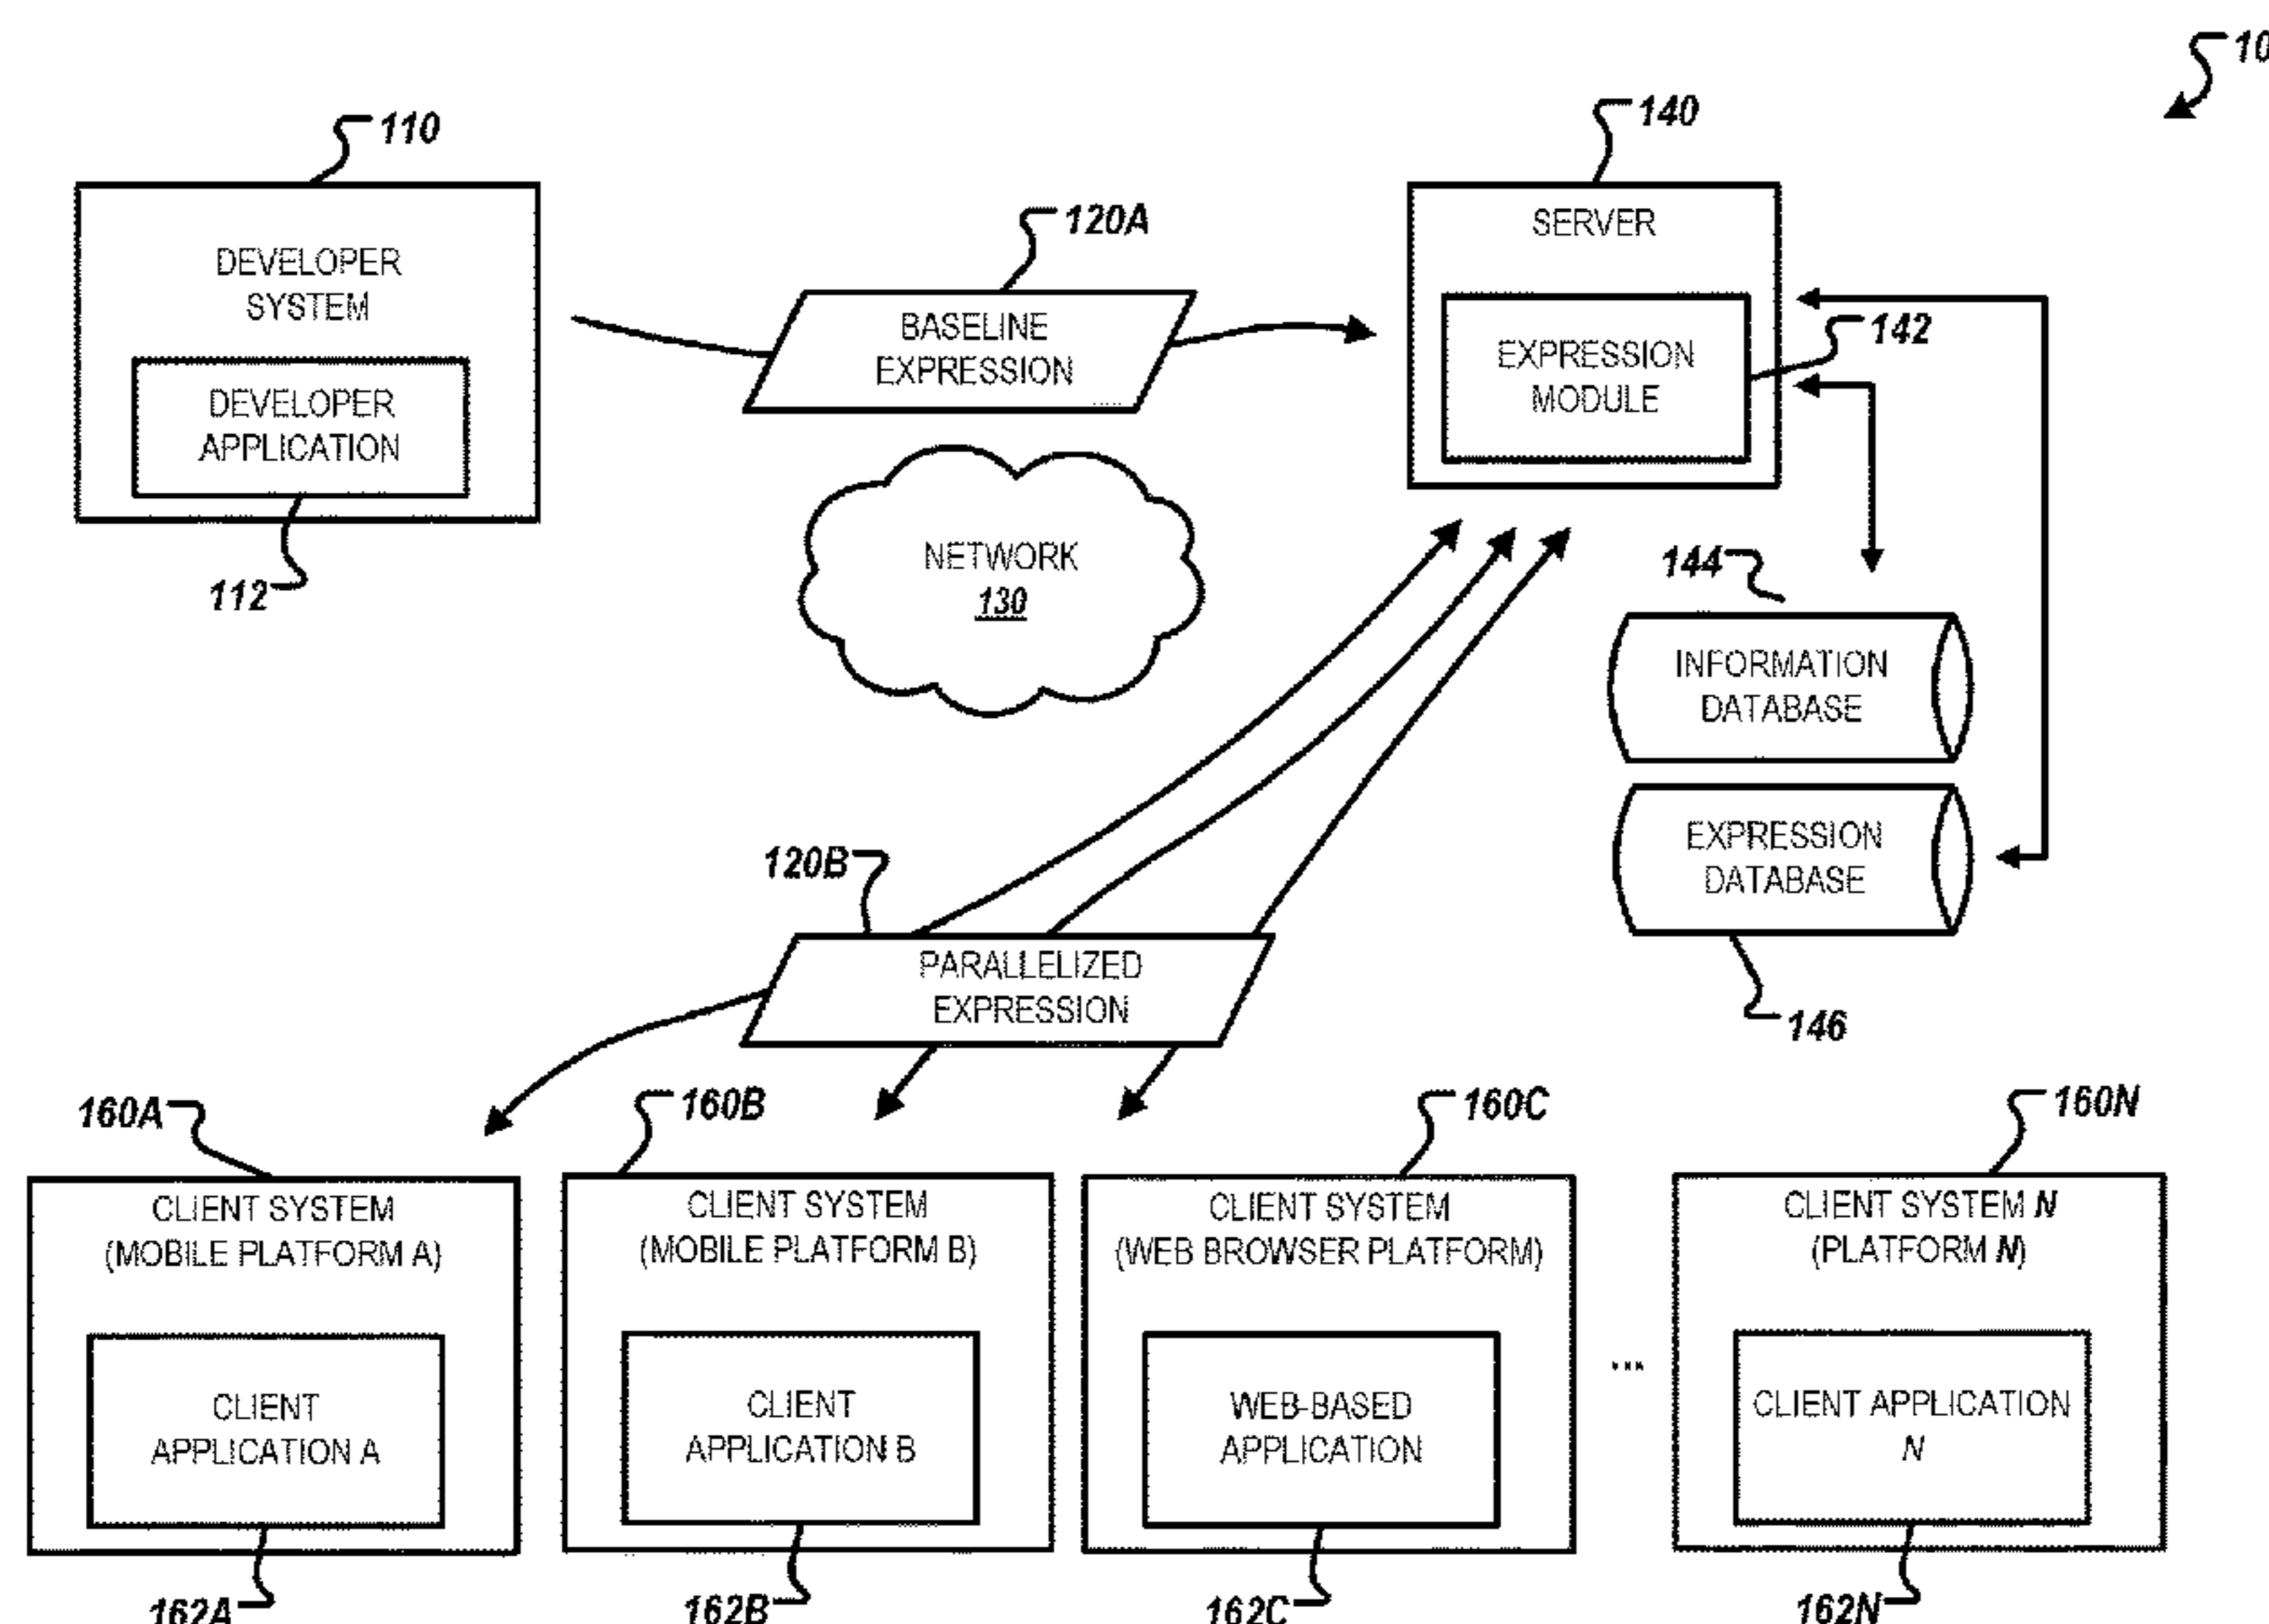 10
110
140
120A
SERVER
DEVELOPER
SYSTEM
BASELINE
EXPRESSION
142
EXPRESSION
MODULE
DEVELOPER
APPLICATION
112
NETWORK
130
144
INFORMATION
DATABASE
120B
EXPRESSION
DATABASE
PARALLELIZED
EXPRESSION
146
160A
160B
160C
160N
CLIENT SYSTEM
(MOBILE PLATFORM A)
CLIENT SYSTEM
(MOBILE PLATFORM B)
CLIENT SYSTEM
(WEB BROWSER PLATFORM)
CLIENT SYSTEM N
(PLATFORM N)
CLIENT
APPLICATION A
CLIENT
APPLICATION B
WEB-BASED
APPLICATION
...
CLIENT APPLICATION
N
162A
162B
162C
162N